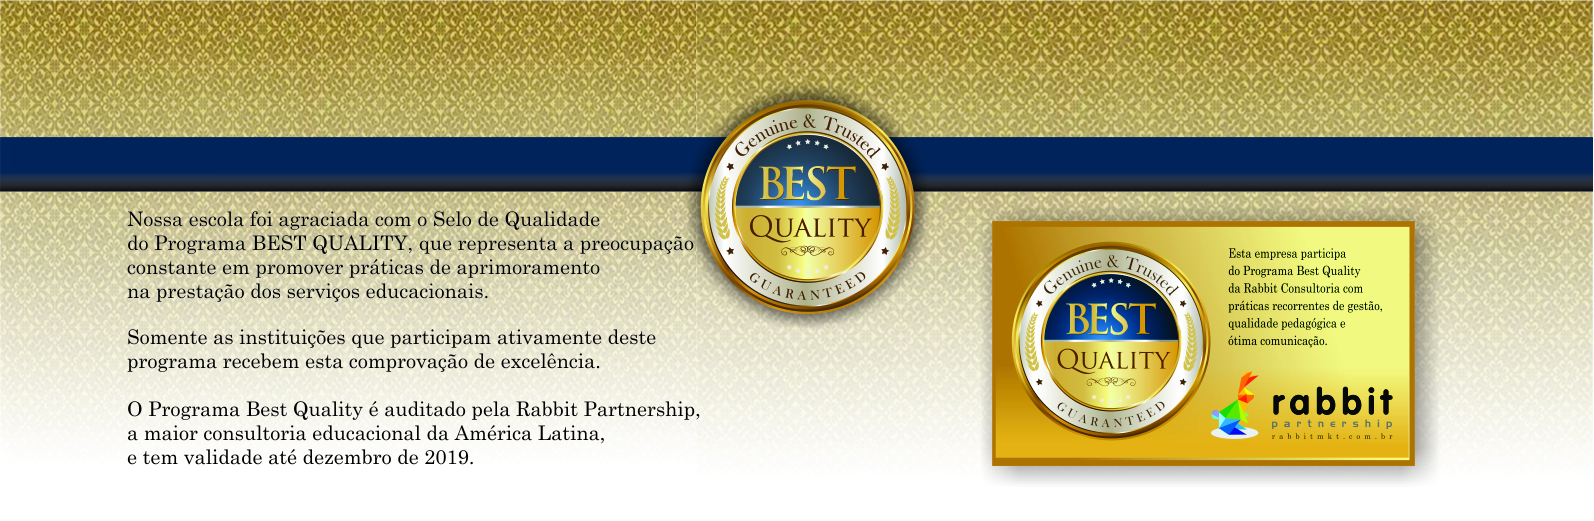 Nossa escola foi agraciada com o Selo de Qualidade
do Programa BEST QUALITY, que representa a preocupação
constante em promover práticas de aprimoramento
na prestação dos serviços educacionais.
Somente as instituições que participam ativamente deste
programa recebem esta comprovação de excelência.
O Programa Best Quality é auditado pela Rabbit Partnership,
a maior consultoria educacional da América Latina,
e tem validade até dezembro de 2019.
Genuine & Trusted
BEST
QUALITY
GUARANTEED
Genuine & Trusted
BEST
QUALITY
GUARANTEED
Esta empresa participa
do Programa Best Quality
da Rabbit Consultoria com
práticas recorrentes de gestão,
qualidade pedagógica e
ótima comunicação.
rabbit
partnership
rabbitmkt.com.br